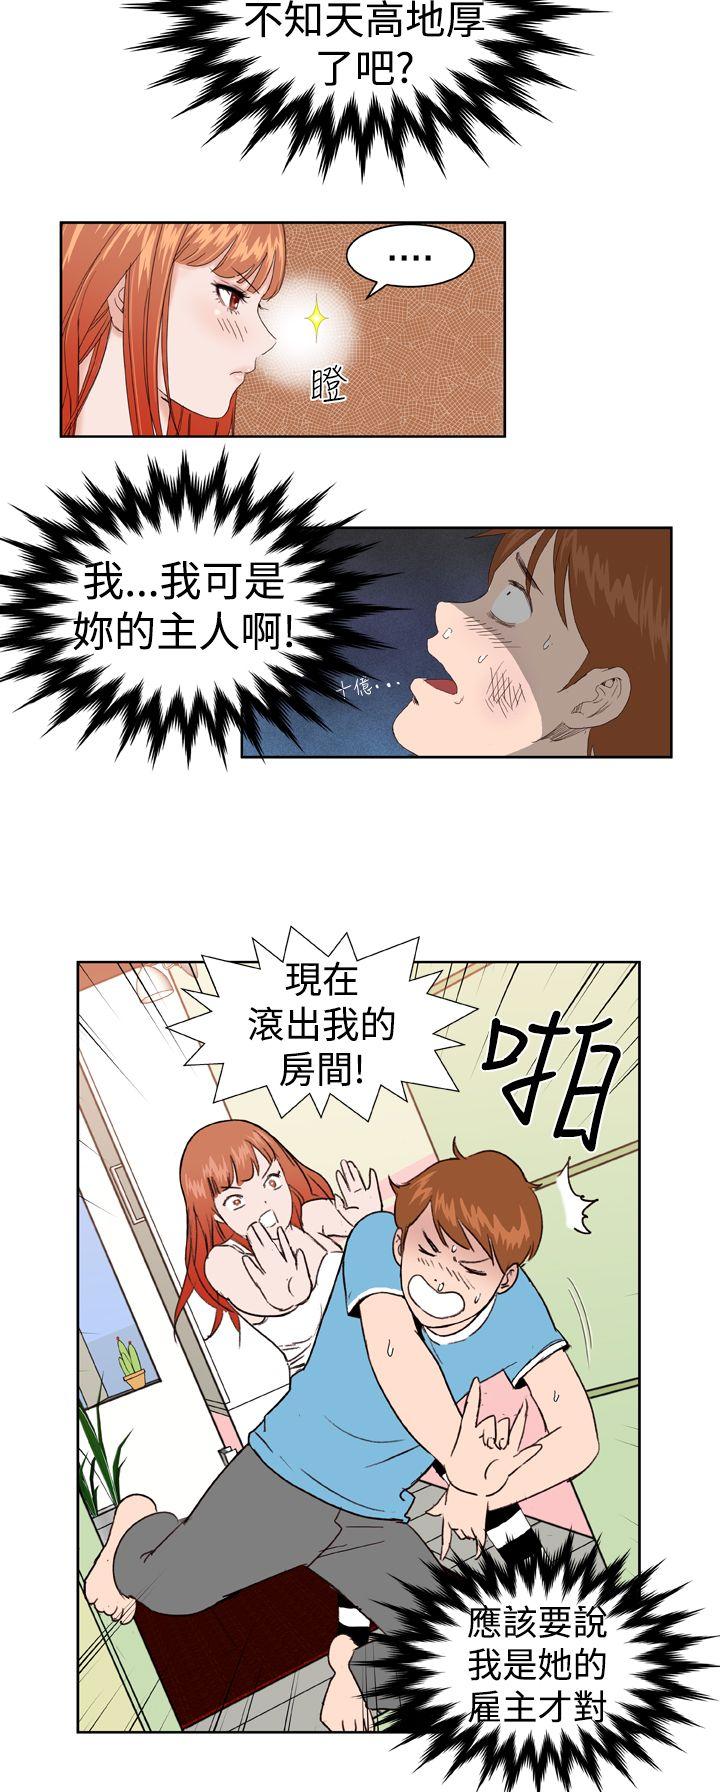 不知天高地厚
了吧?
....
瞪
我...我可是
妳的主人啊!
十億...
現在
滾出我的
房間!
啪
應該要說
我是她的
雇主才對